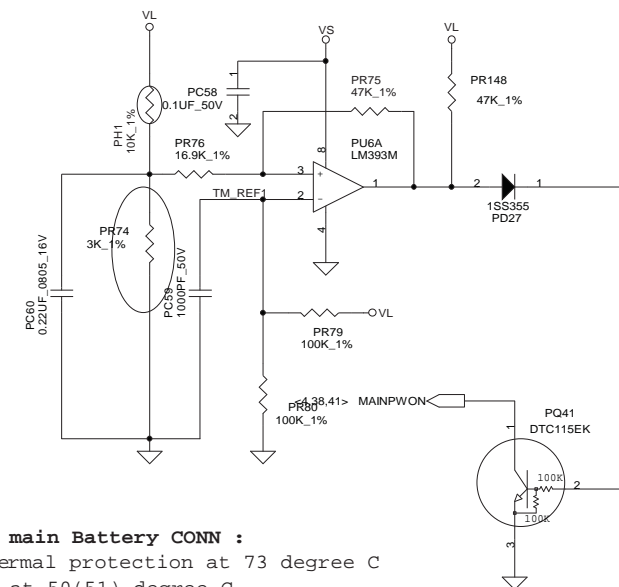 VL
VS
VL
1
PC58
0.1UF_50V
2
PR75
47K_1%
PR148
47K_1%
PH1
10K_1%
PR76
16.9K_1%
PU6A
LM393M
8
3
+
1
2
-
4
TM_REF1
2
1
1SS355
PD27
PR74
3K_1%
PC60
0.22UF_0805_16V
PC59
1000PF_50V
VL
PR79
100K_1%
PR80
100K_1%
<4,38,41>
MAINPWON
PQ41
DTC115EK
1
100K
2
100K
3
main Battery CONN :
ermal protection at 73 degree C
at 50(51) degree C